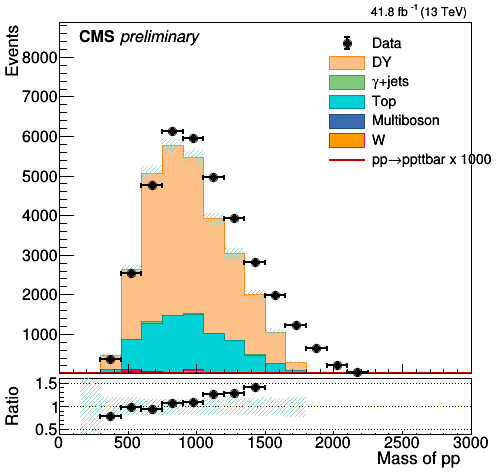 41.8 fb⁻¹ (13 TeV)
CMS preliminary
Events
8000
7000
6000
5000
4000
3000
2000
1000
Data
DY
γ+jets
Top
Multiboson
W
pp→ppttbar x 1000
Ratio
1.5
1
0.5
0 500 1000 1500 2000 2500 3000
Mass of pp